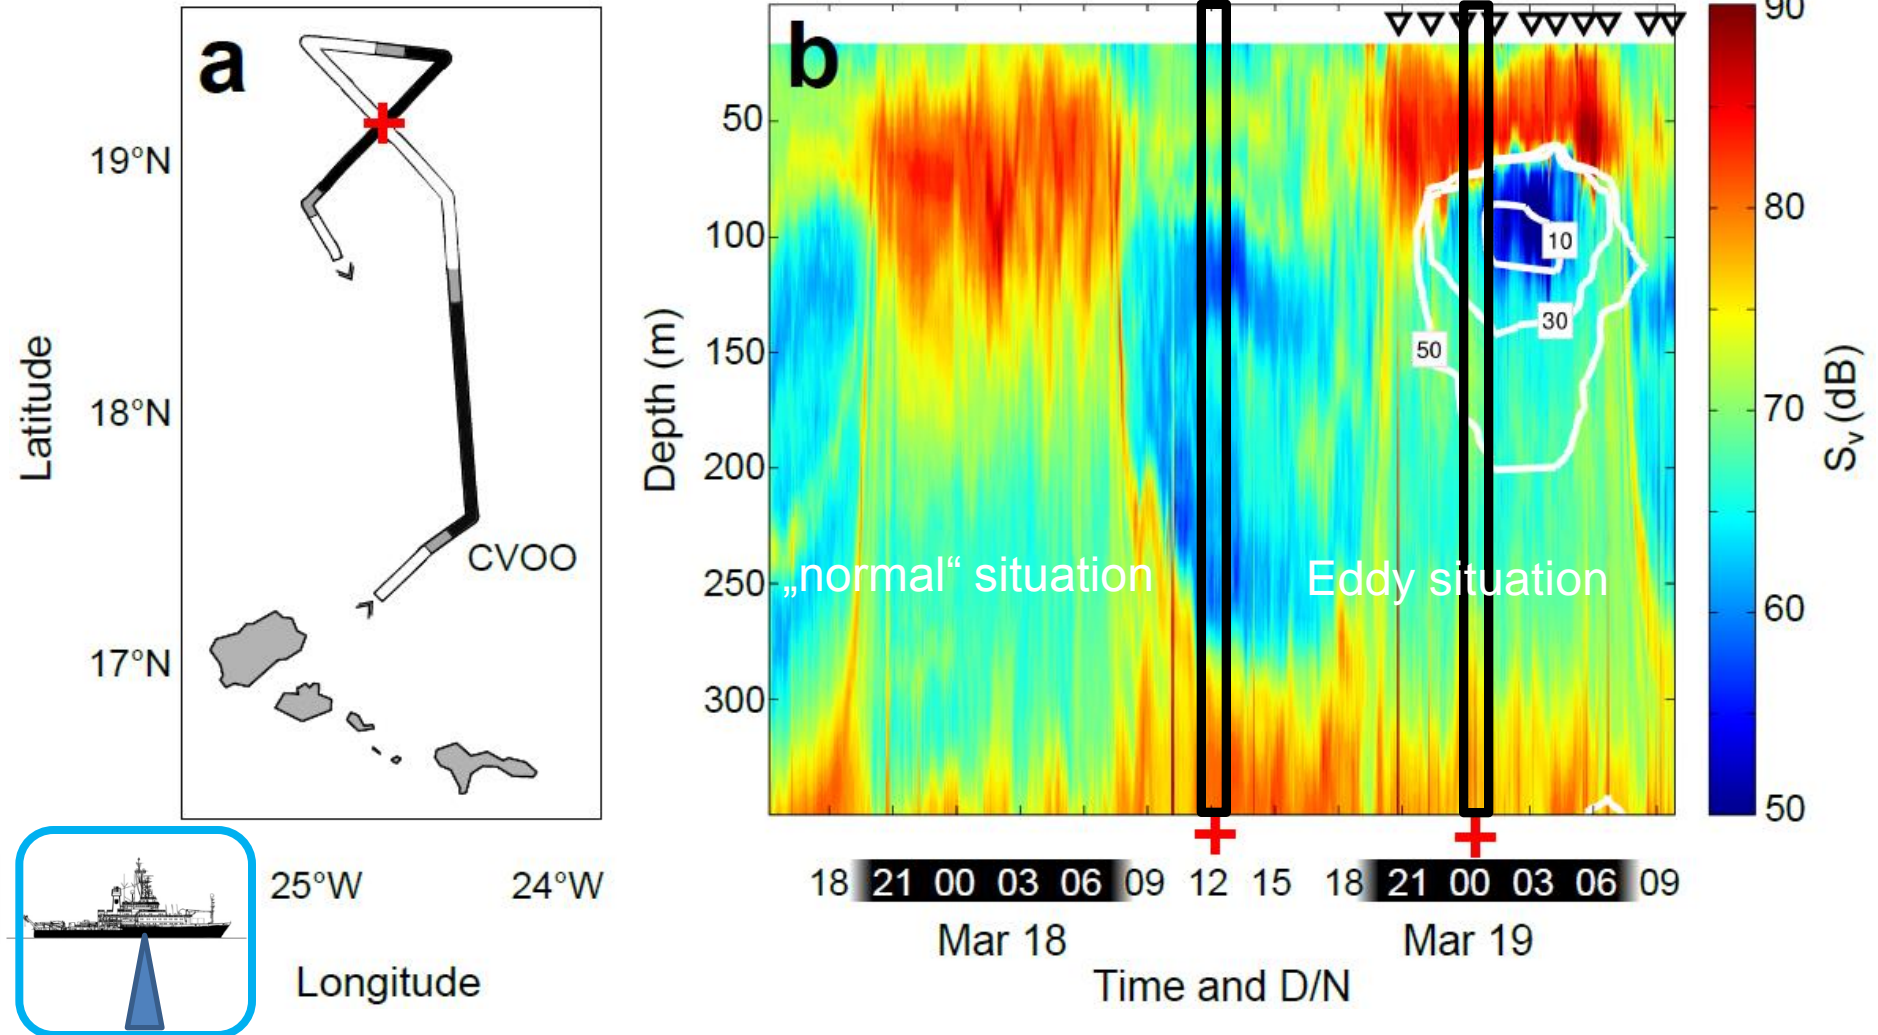 a
19°N
18°N
17°N
Latitude
CVOO
25°W 24°W
Longitude
b
50
100
150
200
250
300
Depth (m)
10
30
50
„normal“ situation
Eddy situation
18 21 00 03 06 09 12 15 18 21 00 03 06 09
Mar 18 Mar 19
Time and D/N
90
80
70
60
50
Sv (dB)